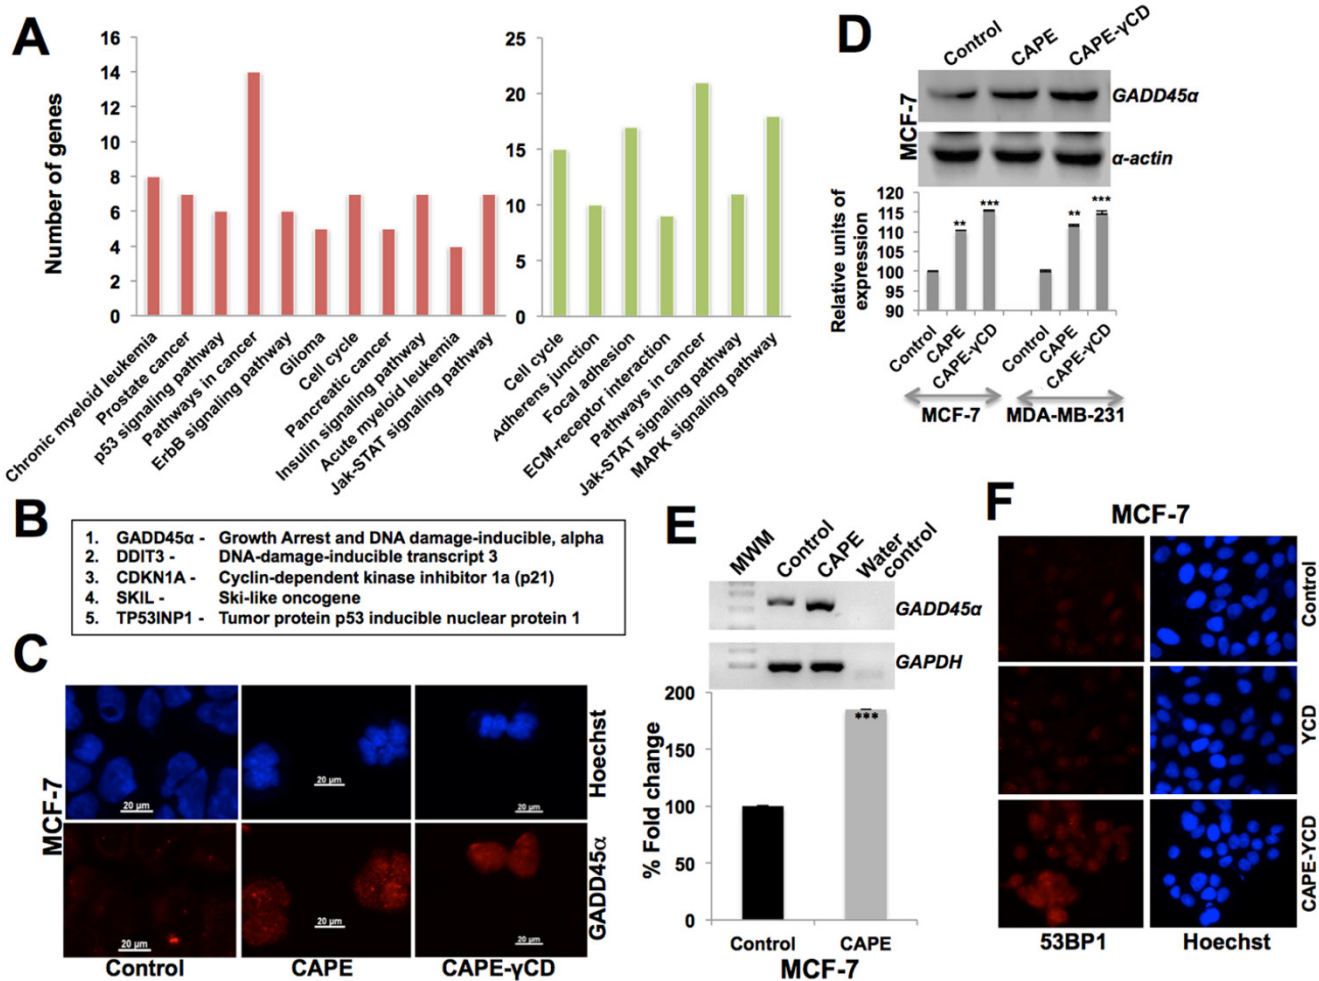 A
Number of genes
16
14
12
10
8
6
4
2
0
Chronic myeloid leukemia
Prostate cancer
p53 signaling pathway
Pathways in cancer
ErbB signaling pathway
Glioma
Cell cycle
Pancreatic cancer
Insulin signaling pathway
Acute myeloid leukemia
Jak-STAT signaling pathway
25
20
15
10
5
0
Cell cycle
Adherens junction
Focal adhesion
ECM-receptor interaction
Pathways in cancer
Jak-STAT signaling pathway
MAPK signaling pathway
B
1. GADD45α - Growth Arrest and DNA damage-inducible, alpha
2. DDIT3 - DNA-damage-inducible transcript 3
3. CDKN1A - Cyclin-dependent kinase inhibitor 1a (p21)
4. SKIL - Ski-like oncogene
5. TP53INP1 - Tumor protein p53 inducible nuclear protein 1
C
MCF-7
Hoechst
20 µm
20 µm
20 µm
GADD45α
20 µm
20 µm
20 µm
Control
CAPE
CAPE-γCD
D
Control
CAPE
CAPE-γCD
MCF-7
GADD45α
α-actin
Relative units of
expression
120
115
110
105
100
95
90
**
***
**
***
Control
CAPE
CAPE-γCD
Control
CAPE
CAPE-γCD
MCF-7
MDA-MB-231
E
MWM
Control
CAPE
Water
control
GADD45α
GAPDH
% Fold change
200
150
100
50
0
***
Control
CAPE
MCF-7
F
MCF-7
Control
YCD
CAPE-YCD
53BP1
Hoechst